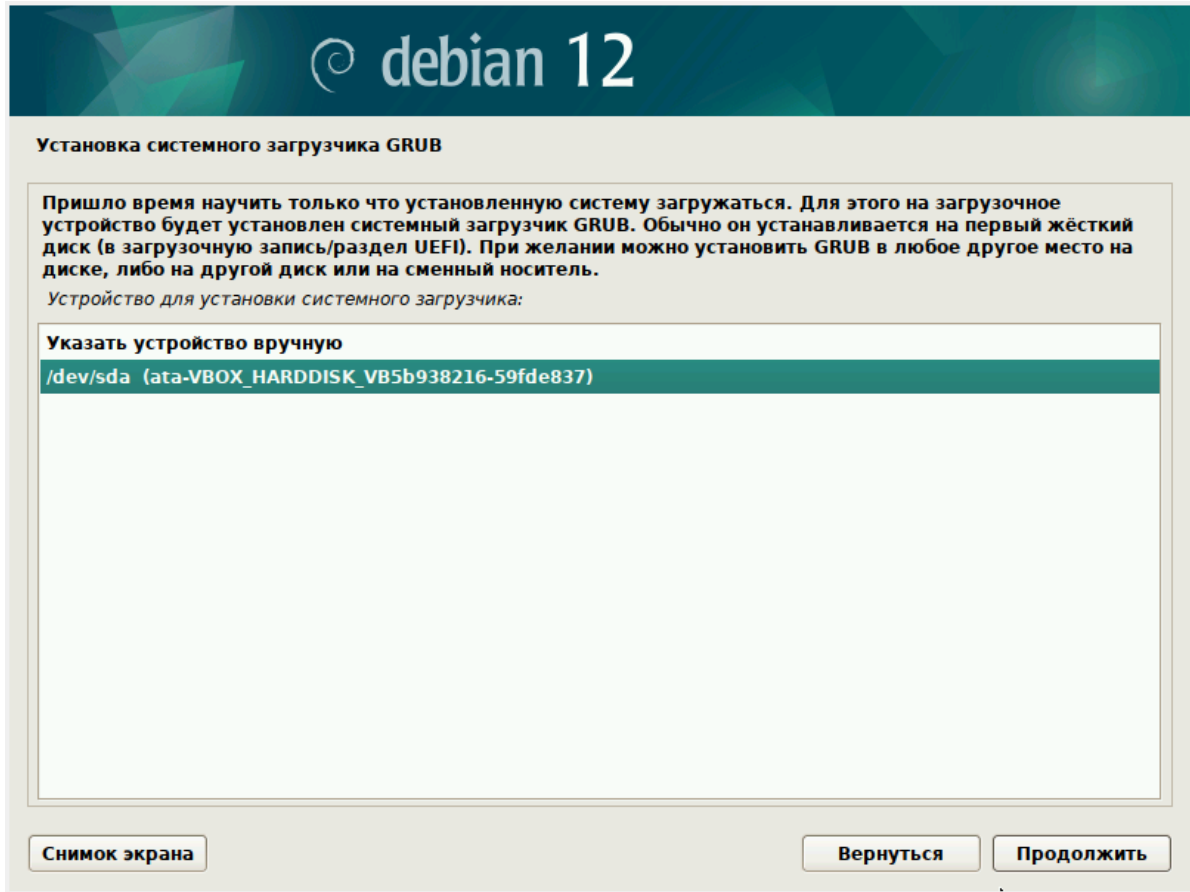 debian 12
Установка системного загрузчика GRUB
Пришло время научить только что установленную систему загружаться. Для этого на загрузочное
устройство будет установлен системный загрузчик GRUB. Обычно он устанавливается на первый жёсткий
диск (в загрузочную запись/раздел UEFI). При желании можно установить GRUB в любое другое место на
диске, либо на другой диск или на сменный носитель.
Устройство для установки системного загрузчика:
Указать устройство вручную
/dev/sda (ata-VBOX_HARDDISK_VB5b938216-59fde837)
Снимок экрана
Вернуться
Продолжить